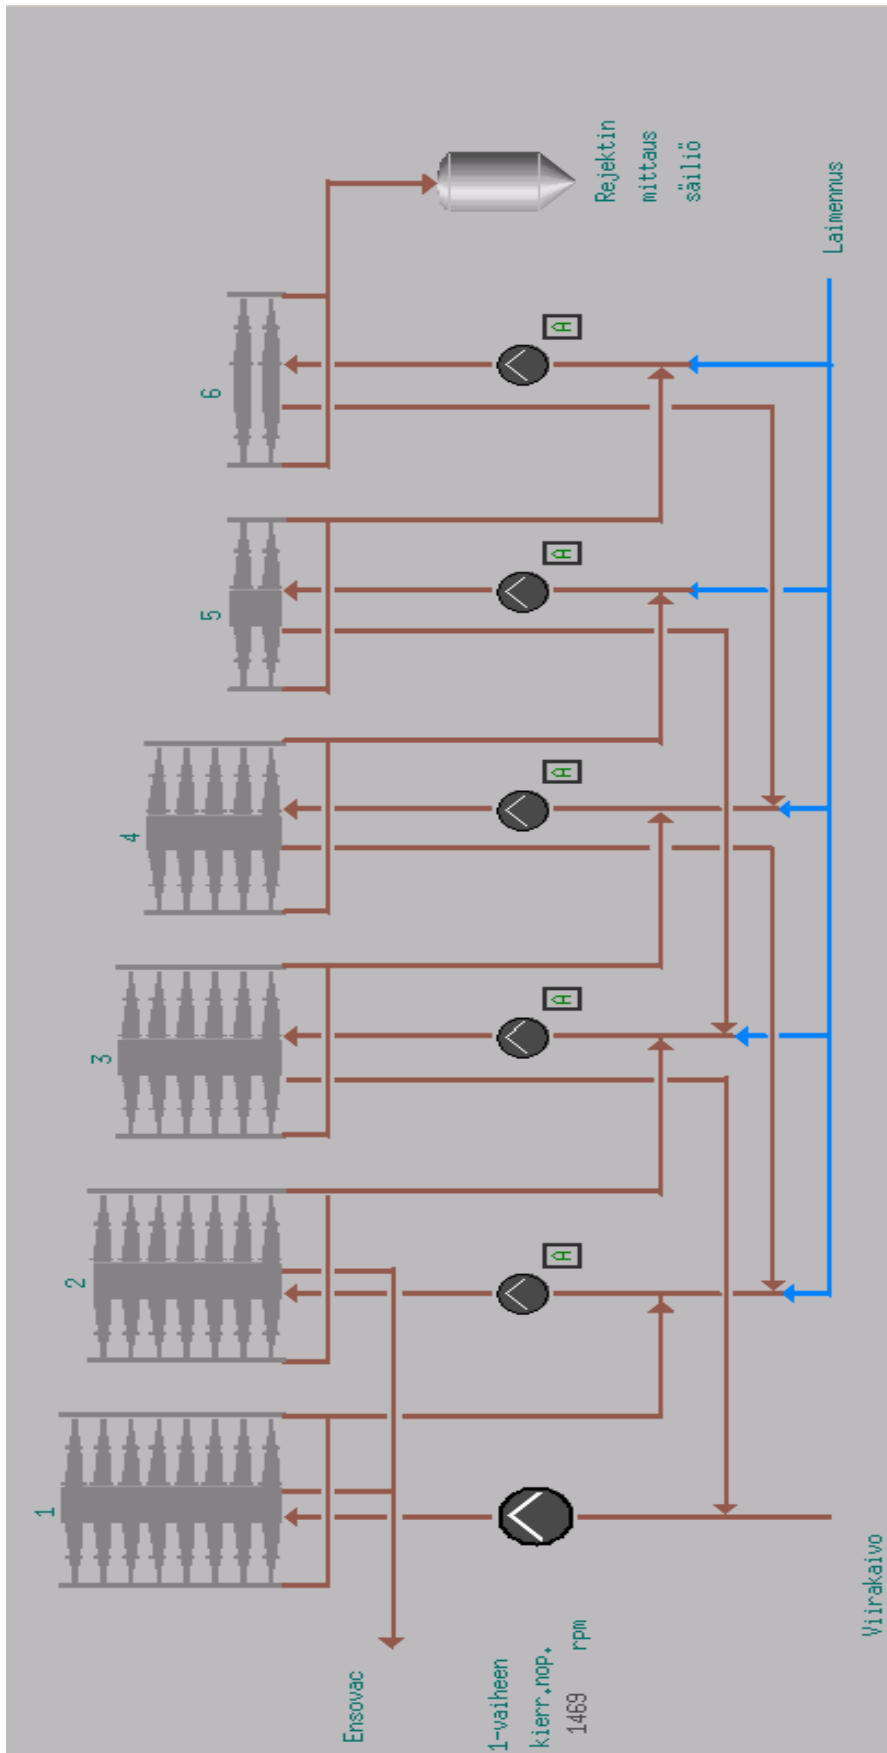 1
2
3
4
5
6
A
A
A
A
A
Rejektin
mittaus
säiliö
Laimennus
Ensovac
1-vaiheen
kierr.nop.
1469 rpm
Viirakaivo